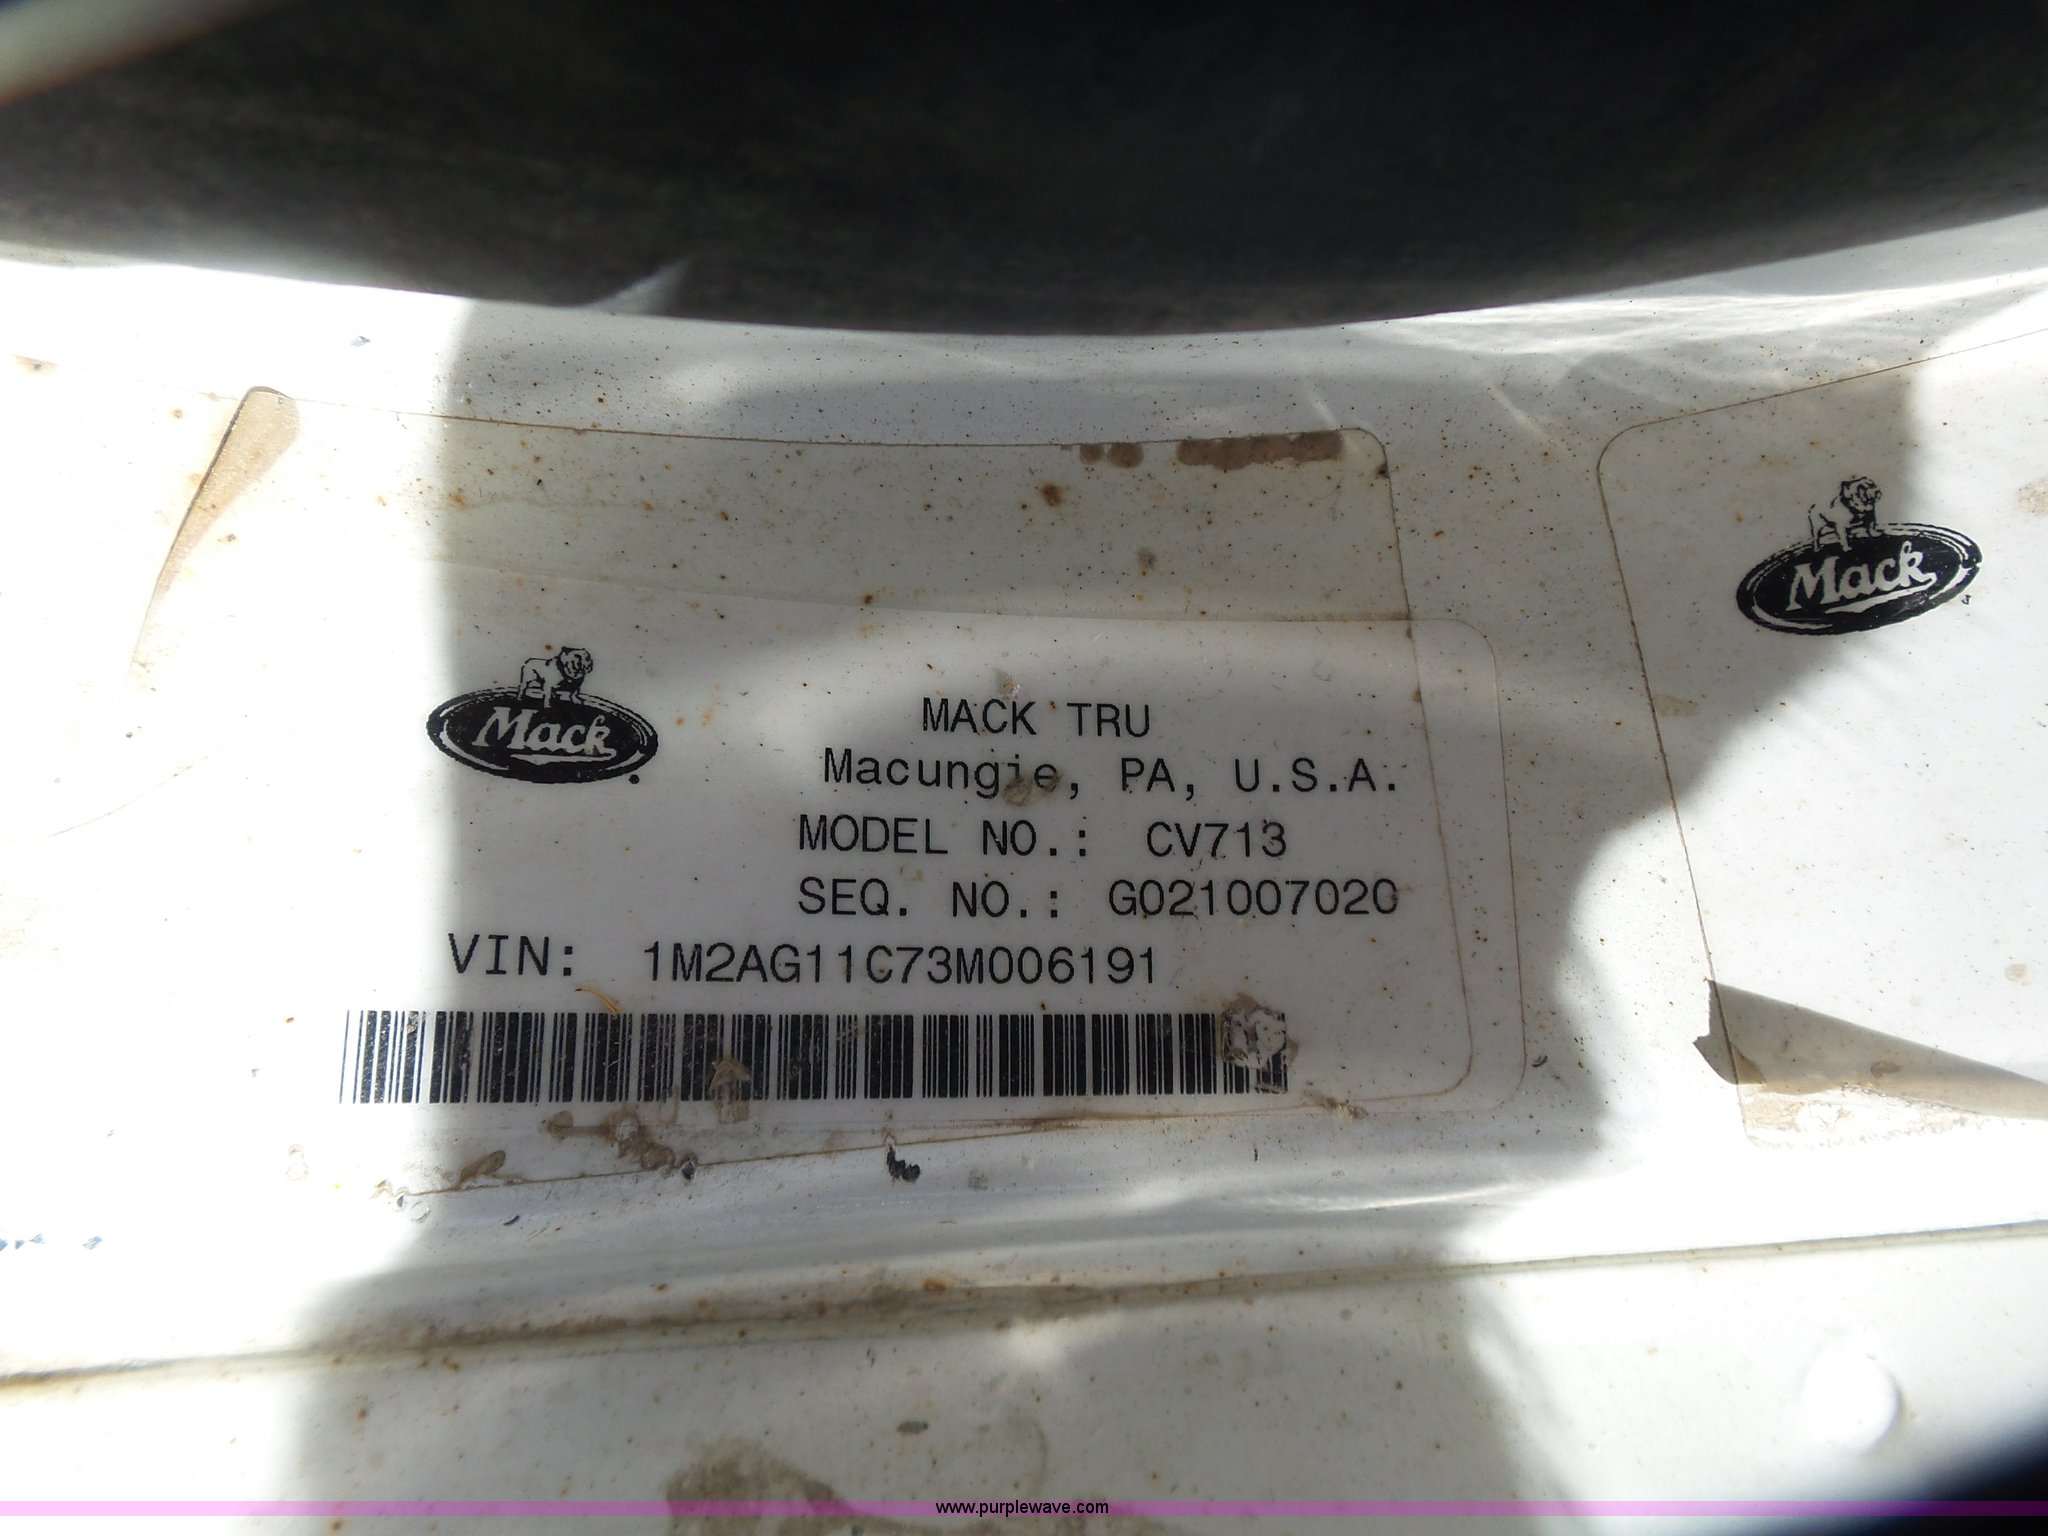 Mack
Mack
MACK TRU
Macungie, PA, U.S.A.
MODEL NO.: CV713
SEQ. NO.: G021007020
VIN: 1M2AG11C73M006191
www.purplewave.com